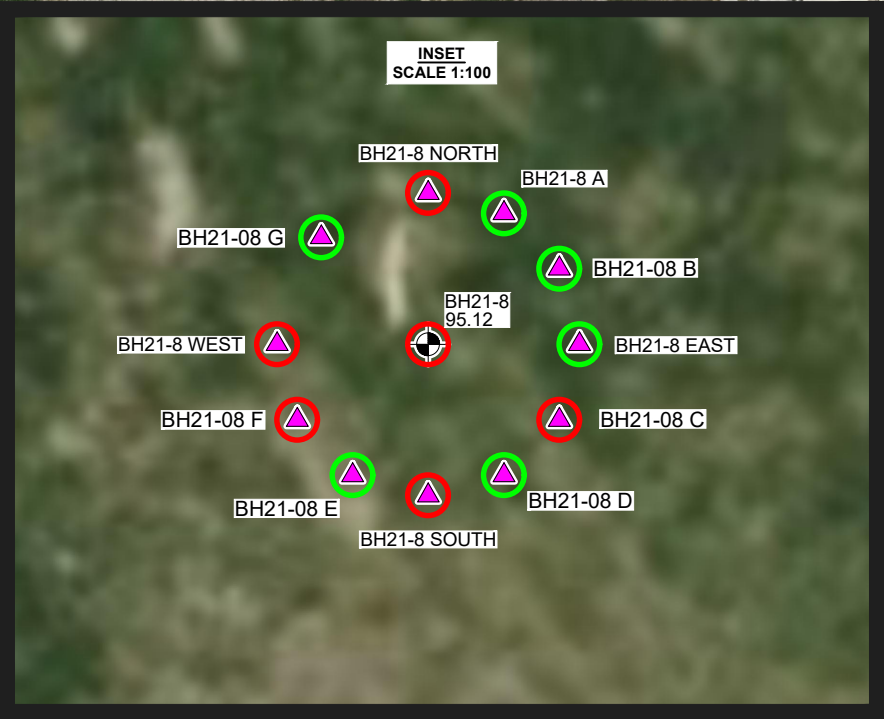 INSET
SCALE 1:100
BH21-8 NORTH
BH21-8 A
BH21-08 G
BH21-08 B
BH21-8
95.12
BH21-8 WEST
BH21-8 EAST
BH21-08 F
BH21-08 C
BH21-08 E
BH21-08 D
BH21-8 SOUTH